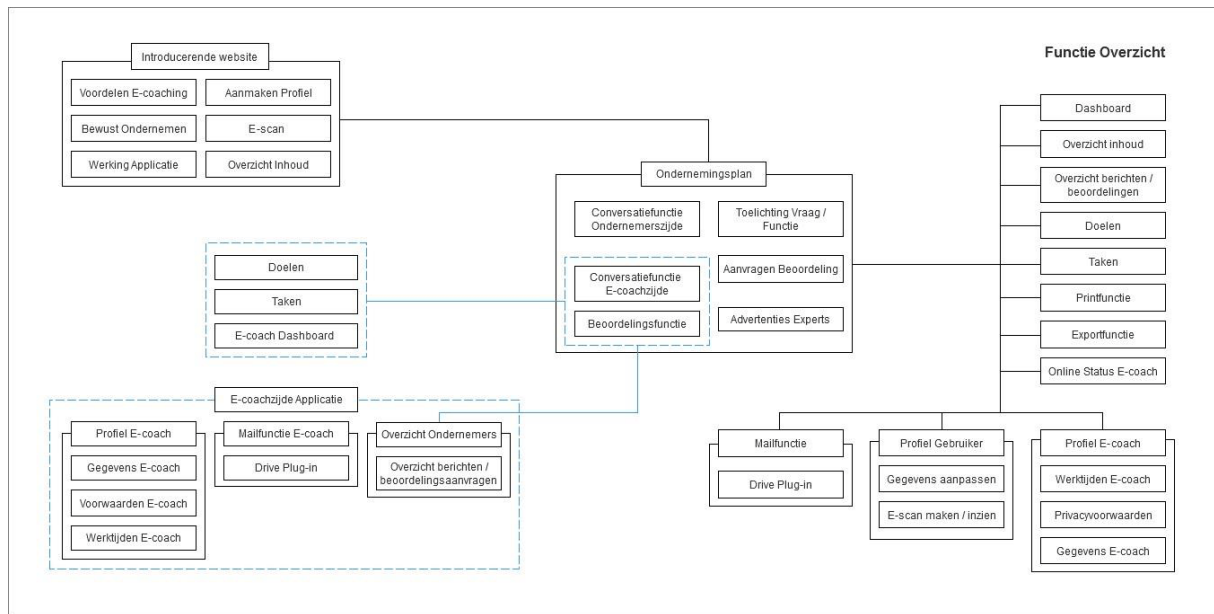 Functie Overzicht
Introducerende website
Voordelen E-coaching
Aanmaken Profiel
Bewust Ondernemen
E-scan
Werking Applicatie
Overzicht Inhoud
Ondernemingsplan
Conversatiefunctie
Ondernemerszijde
Toelichting Vraag /
Functie
Conversatiefunctie
E-coachzijde
Aanvragen Beoordeling
Beoordelingsfunctie
Advertenties Experts
Doelen
Taken
E-coach Dashboard
Dashboard
Overzicht inhoud
Overzicht berichten /
beoordelingen
Doelen
Taken
Printfunctie
Exportfunctie
Online Status E-coach
E-coachzijde Applicatie
Profiel E-coach
Gegevens E-coach
Voorwaarden E-coach
Werktijden E-coach
Mailfunctie E-coach
Drive Plug-in
Overzicht Ondernemers
Overzicht berichten /
beoordelingsaanvragen
Mailfunctie
Drive Plug-in
Profiel Gebruiker
Gegevens aanpassen
E-scan maken / inzien
Profiel E-coach
Werktijden E-coach
Privacyvoorwaarden
Gegevens E-coach